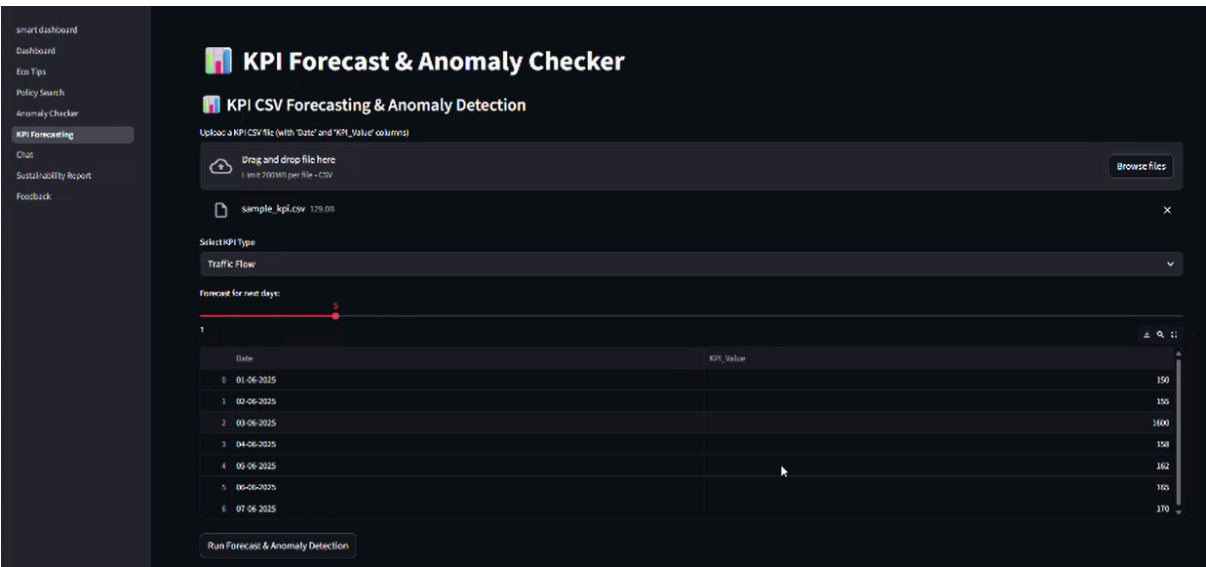 smart dashboard
Dashboard
Eco Tips
Policy Search
Anomaly Checker
KPI Forecasting
Chat
Sustainability Report
Feedback
KPI Forecast & Anomaly Checker
KPI CSV Forecasting & Anomaly Detection
Upload a KPI CSV file (with 'Date' and 'KPI_Value' columns)
Drag and drop file here
Limit 200MB per file • CSV
Browse files
sample_kpi.csv 129.0B
Select KPI Type
Traffic Flow
Forecast for next days:
5
1
Date KPI_Value
0 01-06-2025 150
1 02-06-2025 155
2 03-06-2025 1600
3 04-06-2025 158
4 05-06-2025 162
5 06-06-2025 165
6 07-06-2025 170
Run Forecast & Anomaly Detection